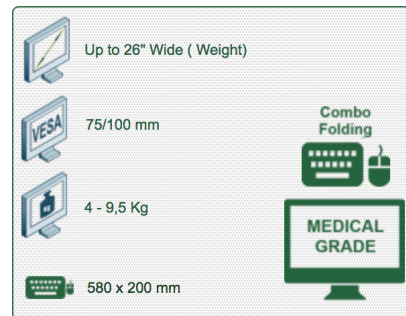 Up to 26" Wide ( Weight)
VESA
75/100 mm
4 - 9,5 Kg
580 x 200 mm
Combo
Folding
MEDICAL
GRADE